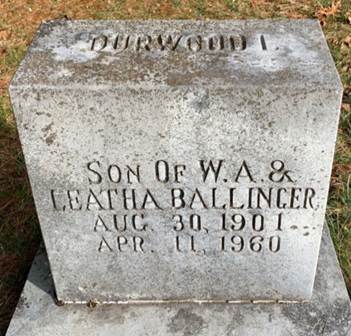 DURWOOD I.
SON OF W. A. &
LEATHA BALLINGER
AUG. 30, 1901
APR. 11, 1960